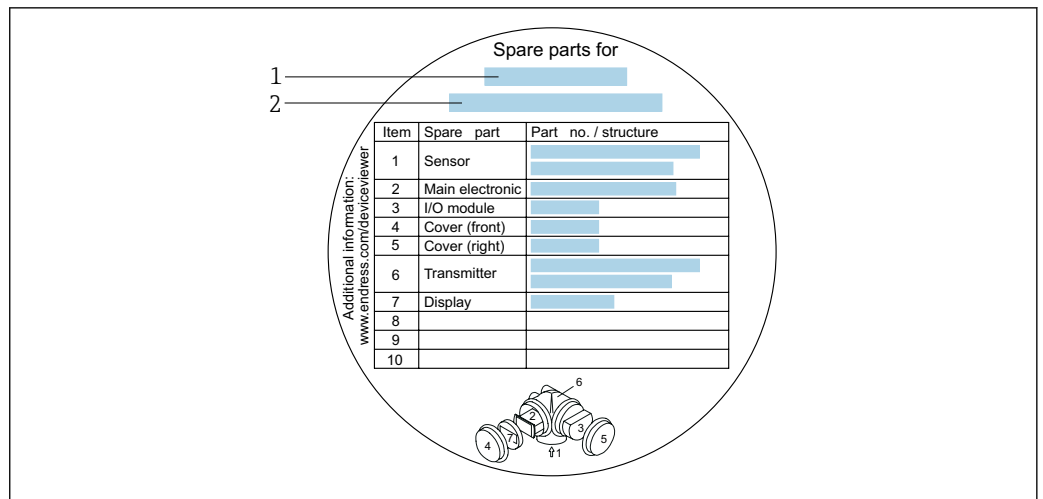 Spare parts for
1
2
Additional information:
www.endress.com/deviceviewer
Item Spare part Part no. / structure
1 Sensor
2 Main electronic
3 I/O module
4 Cover (front)
5 Cover (right)
6 Transmitter
7 Display
8
9
10
6
2
3
7
4
5
1